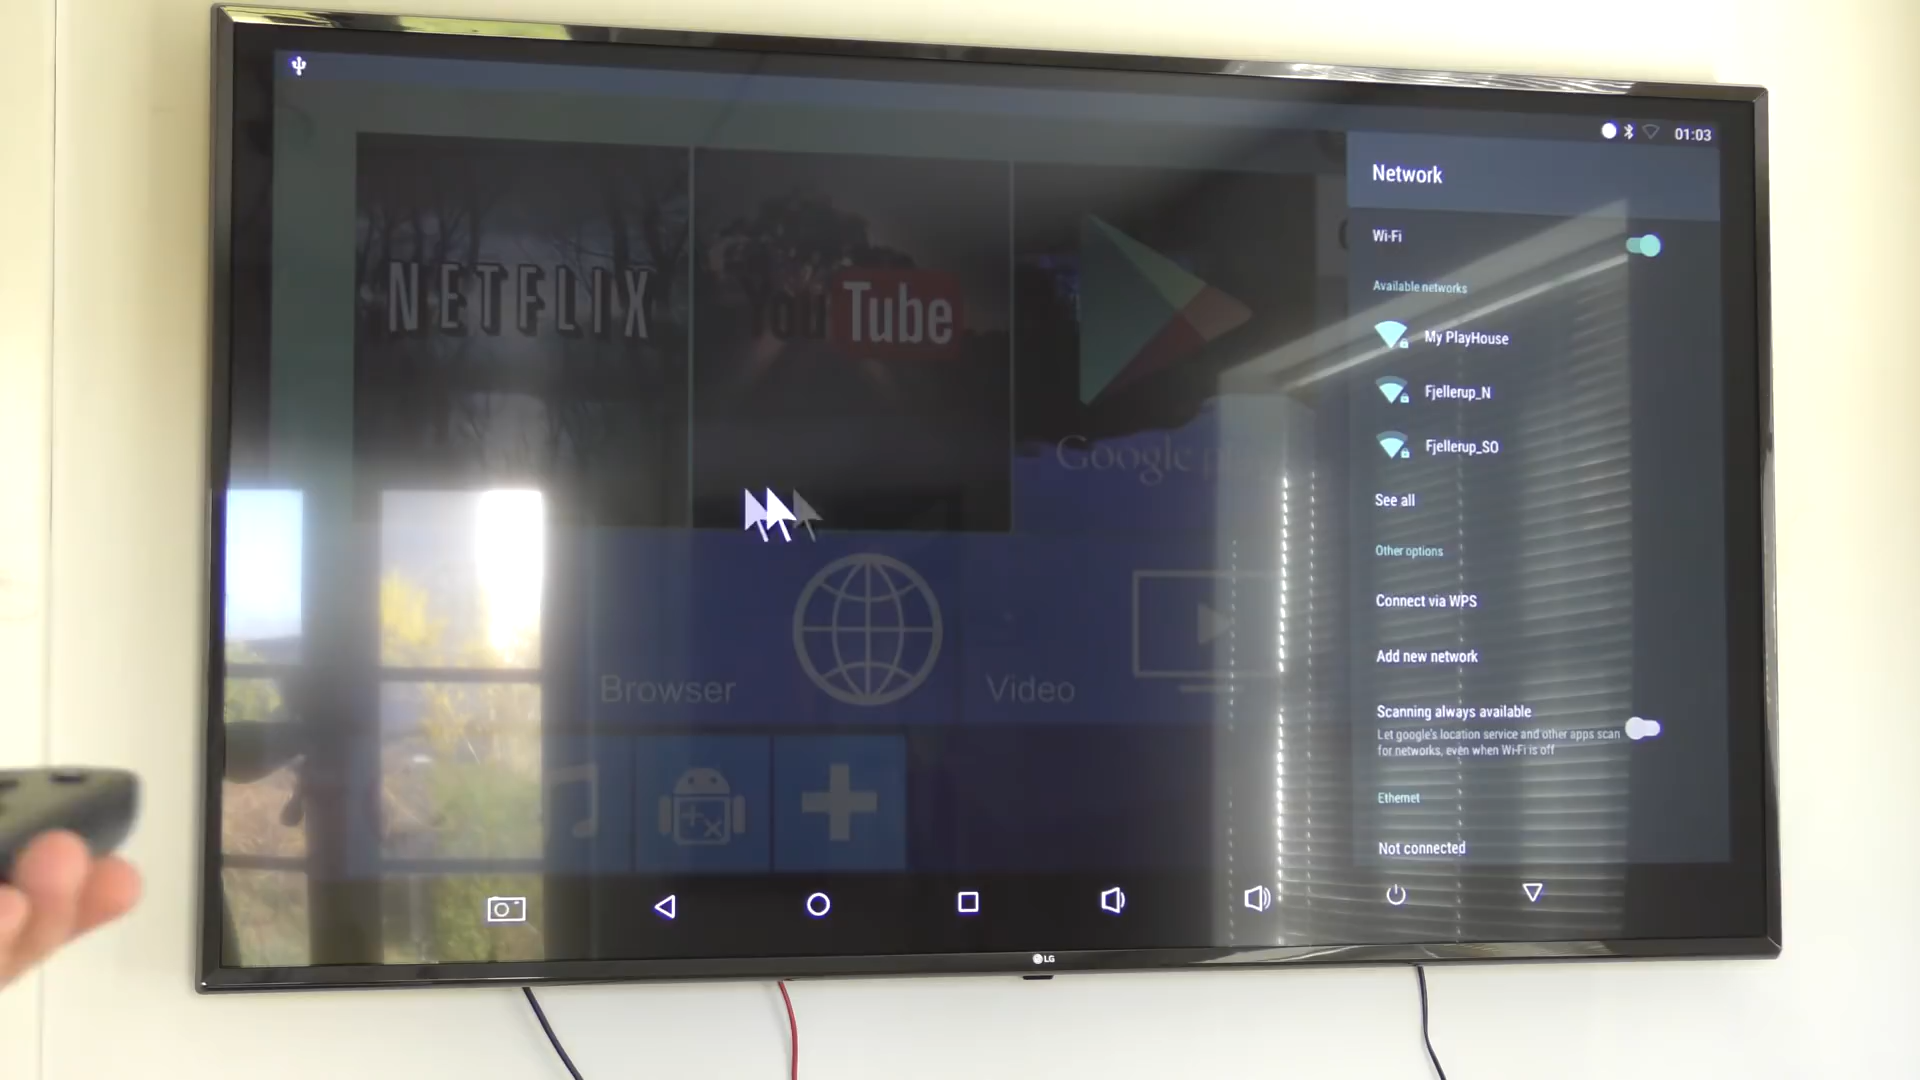 01:03
Network
Wi-Fi
Available networks
My PlayHouse
Fjellerup_N
Fjellerup_SO
See all
Other options
Connect via WPS
Add new network
Scanning always available
Let google's location service and other apps scan
for networks, even when Wi-Fi is off
Ethernet
Not connected
NETFLIX
YouTube
Google
Browser
Video
LG